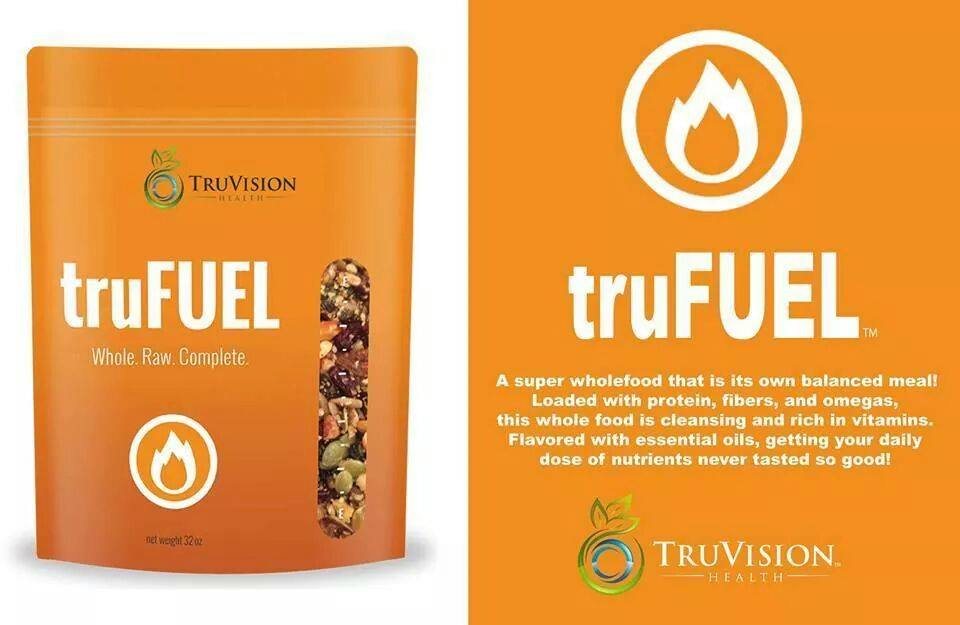 TRUVISION
HEALTH
truFUEL
Whole. Raw. Complete.
net weight 32 oz
truFUEL™
A super wholefood that is its own balanced meal!
Loaded with protein, fibers, and omegas,
this whole food is cleansing and rich in vitamins.
Flavored with essential oils, getting your daily
dose of nutrients never tasted so good!
TRUVISION™
HEALTH